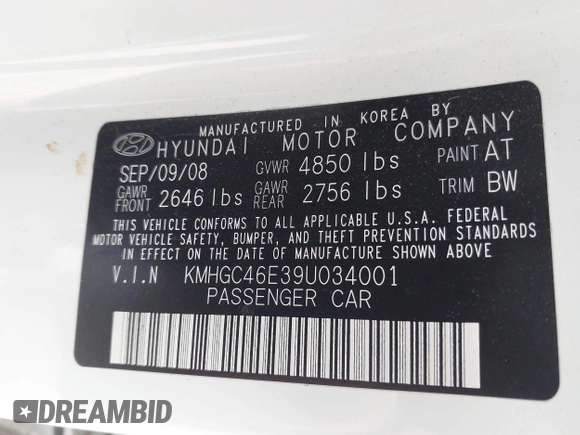 MANUFACTURED IN KOREA BY
HYUNDAI MOTOR COMPANY
SEP/09/08 GVWR 4850 lbs PAINT AT
GAWR FRONT 2646 lbs GAWR REAR 2756 lbs TRIM BW
THIS VEHICLE CONFORMS TO ALL APPLICABLE U.S.A. FEDERAL
MOTOR VEHICLE SAFETY, BUMPER, AND THEFT PREVENTION STANDARDS
IN EFFECT ON THE DATE OF MANUFACTURE SHOWN ABOVE
V.I.N KMHGC46E39U034001
PASSENGER CAR
DREAMBID